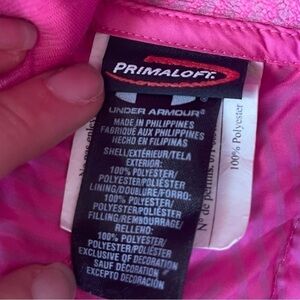 PRIMALOFT®
UNDER ARMOUR®
MADE IN PHILIPPINES
FABRIQUÉ AUX PHILIPPINES
HECHO EN FILIPINAS
SHELL/EXTÉRIEUR/TELA
EXTERIOR:
100% POLYESTER/
POLYESTER/POLIÉSTER
LINING/DOUBLURE/FORRO:
100% POLYESTER/
POLYESTER/POLIÉSTER
FILLING/REMBOURRAGE/
RELLENO:
100% POLYESTER/
POLYESTER/POLIÉSTER
EXCLUSIVE OF DECORATION
SAUF DÉCORATION
EXCEPTO DECORACIÓN
100% Polyester
N° de permis.